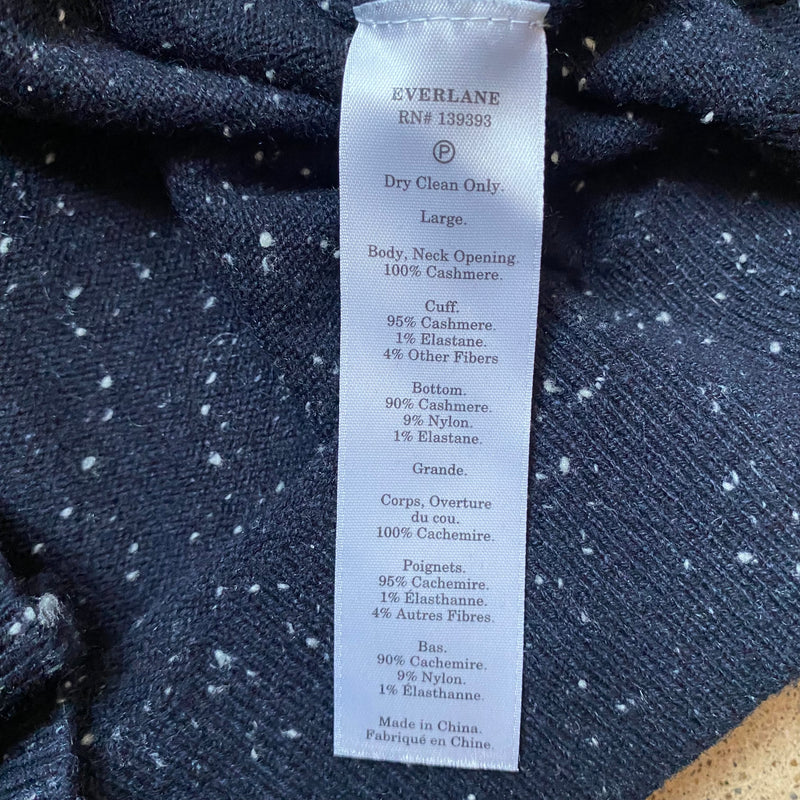 EVERLANE
RN# 139393
P
Dry Clean Only.
Large.
Body, Neck Opening.
100% Cashmere.
Cuff.
95% Cashmere.
1% Elastane.
4% Other Fibers
Bottom.
90% Cashmere.
9% Nylon.
1% Elastane.
Grande.
Corps, Overture
du cou.
100% Cachemire.
Poignets.
95% Cachemire.
1% Élasthanne.
4% Autres Fibres.
Bas.
90% Cachemire.
9% Nylon.
1% Élasthanne.
Made in China.
Fabriqué en Chine.